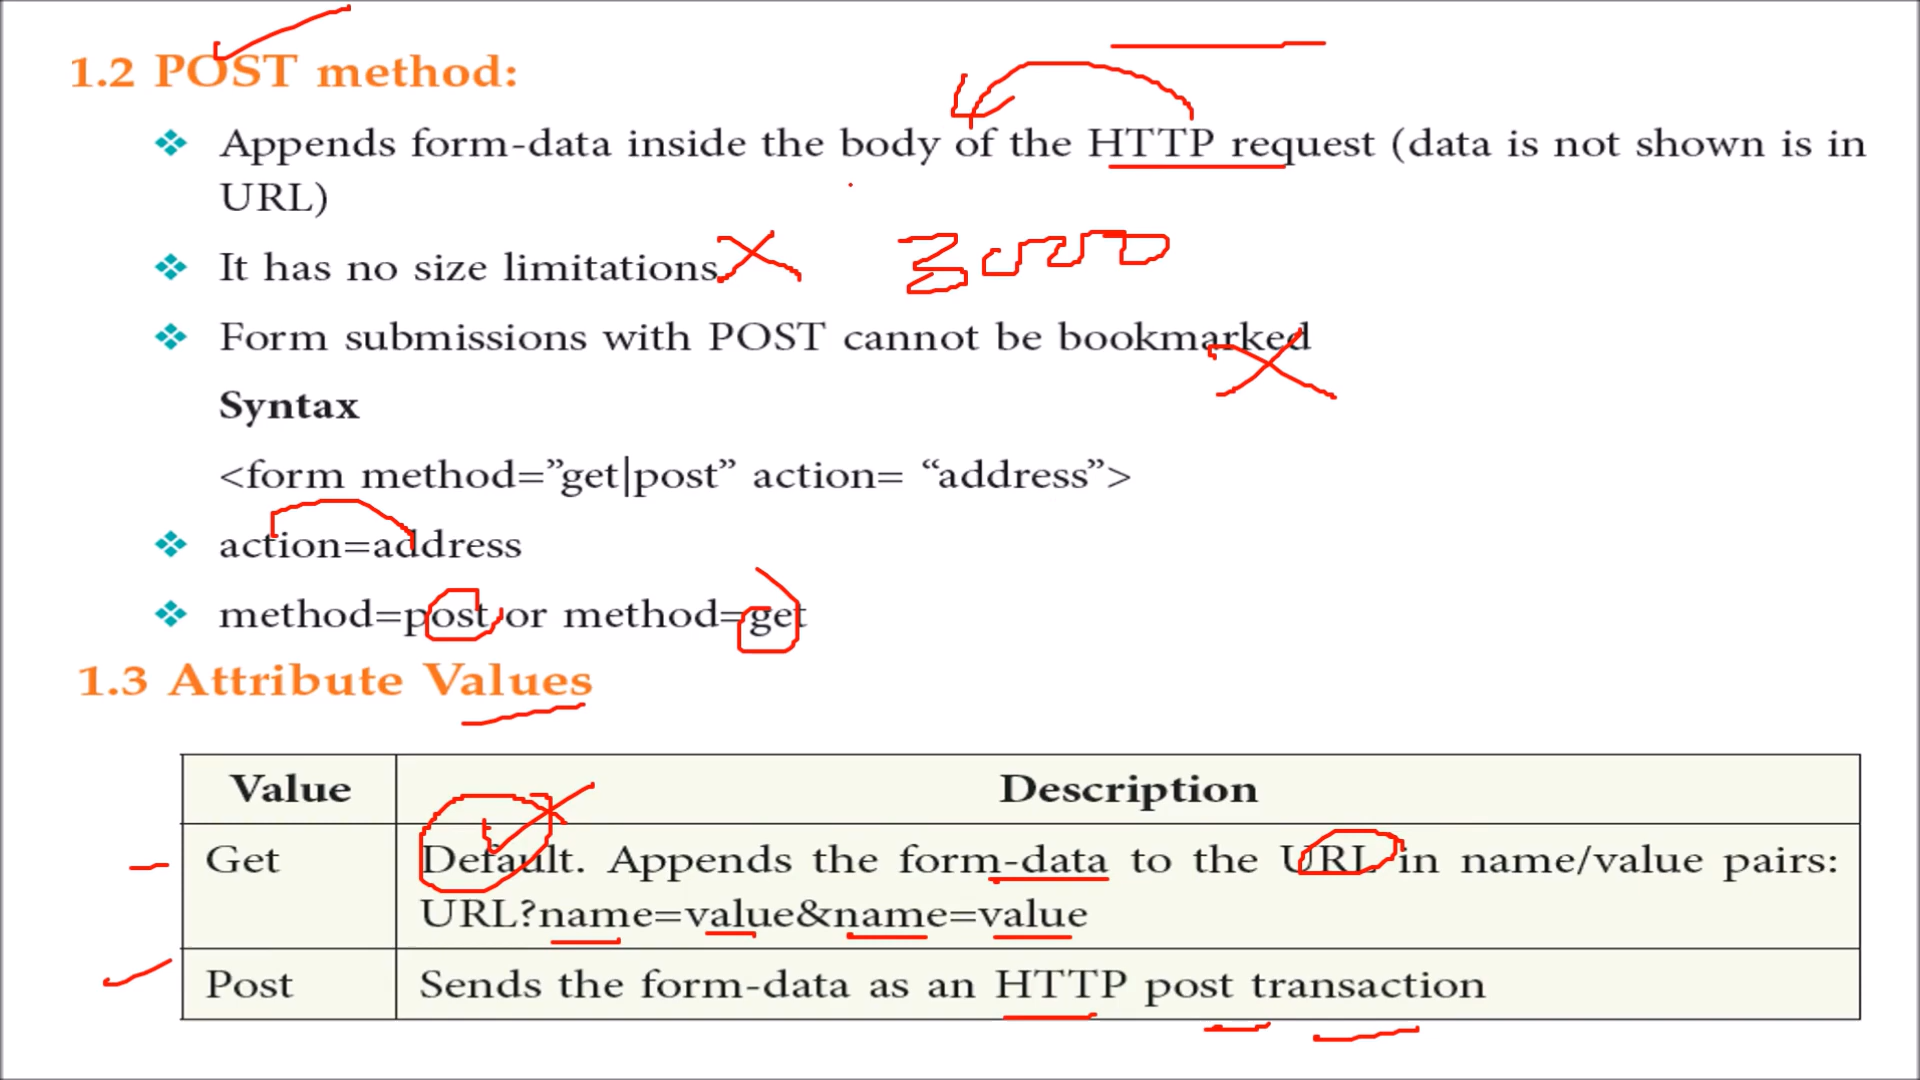 1.2 POST method:
❖ Appends form-data inside the body of the HTTP request (data is not shown is in
URL)
❖ It has no size limitations
3000
❖ Form submissions with POST cannot be bookmarked
Syntax
<form method=”get|post” action= “address”>
❖ action=address
❖ method=post or method=get
1.3 Attribute Values
Value Description
Get Default. Appends the form-data to the URL in name/value pairs:
URL?name=value&name=value
Post Sends the form-data as an HTTP post transaction